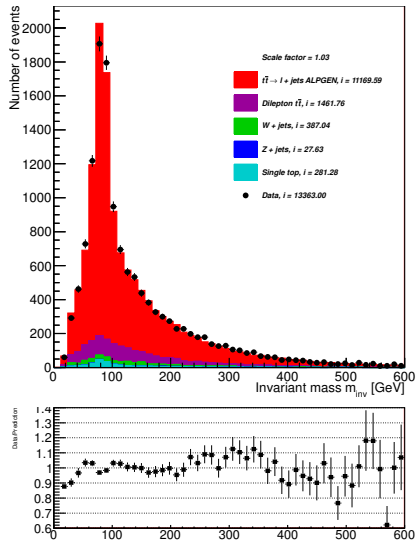 Number of events
Scale factor = 1.03
tt̄ → l + jets ALPGEN, i = 11169.59
Dilepton tt̄, i = 1461.76
W + jets, i = 387.04
Z + jets, i = 27.63
Single top, i = 281.28
Data, i = 13363.00
2000
1800
1600
1400
1200
1000
800
600
400
200
0
0 100 200 300 400 500 600
Invariant mass m_inv [GeV]
Data/Prediction
1.4
1.3
1.2
1.1
1
0.9
0.8
0.7
0.6
0 100 200 300 400 500 600